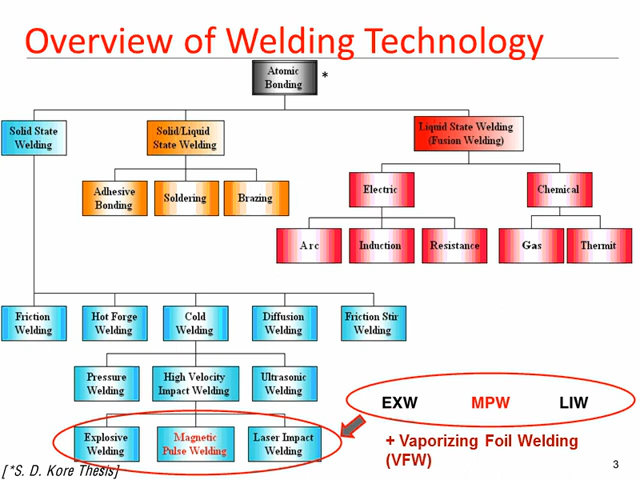 Overview of Welding Technology
Atomic
Bonding
*
Solid State
Welding
Solid/Liquid
State Welding
Liquid State Welding
(Fusion Welding)
Adhesive
Bonding
Soldering
Brazing
Electric
Chemical
Arc
Induction
Resistance
Gas
Thermit
Friction
Welding
Hot Forge
Welding
Cold
Welding
Diffusion
Welding
Friction Stir
Welding
Pressure
Welding
High Velocity
Impact Welding
Ultrasonic
Welding
EXW
MPW
LIW
Explosive
Welding
Magnetic
Pulse Welding
Laser Impact
Welding
+ Vaporizing Foil Welding
(VFW)
[*S. D. Kore Thesis]
3